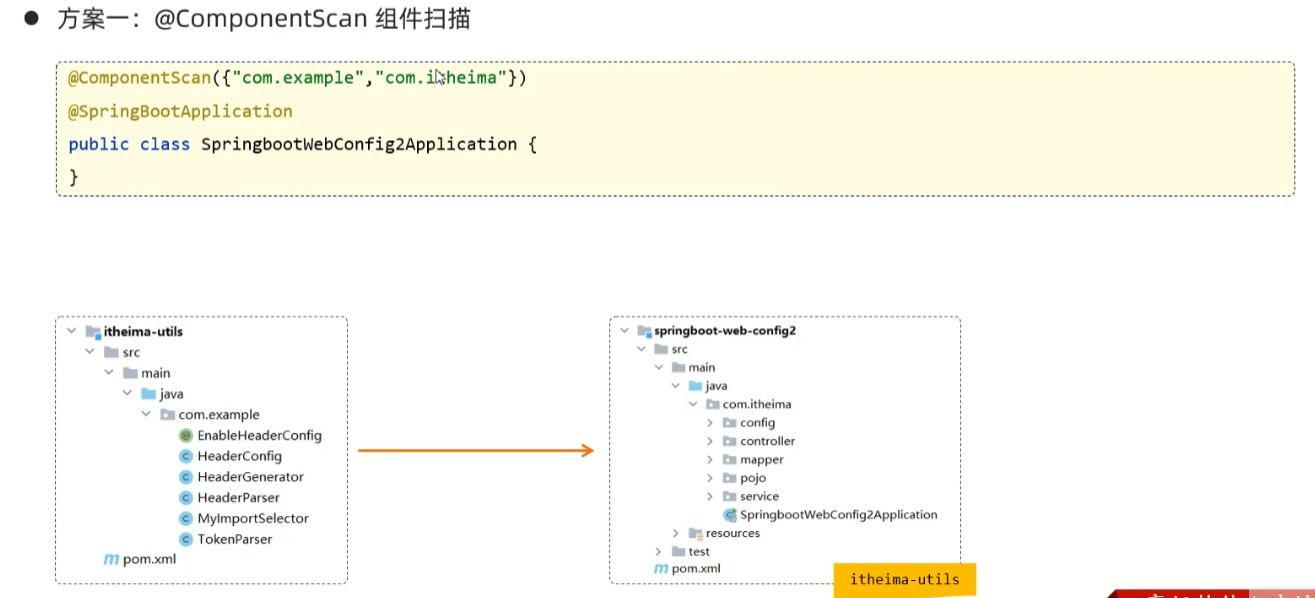 ● 方案一：@ComponentScan 组件扫描
@ComponentScan({"com.example","com.itheima"})
@SpringBootApplication
public class SpringbootWebConfig2Application {
}
itheima-utils
src
main
java
com.example
EnableHeaderConfig
HeaderConfig
HeaderGenerator
HeaderParser
MyImportSelector
TokenParser
pom.xml
springboot-web-config2
src
main
java
com.itheima
config
controller
mapper
pojo
service
SpringbootWebConfig2Application
resources
test
pom.xml
itheima-utils